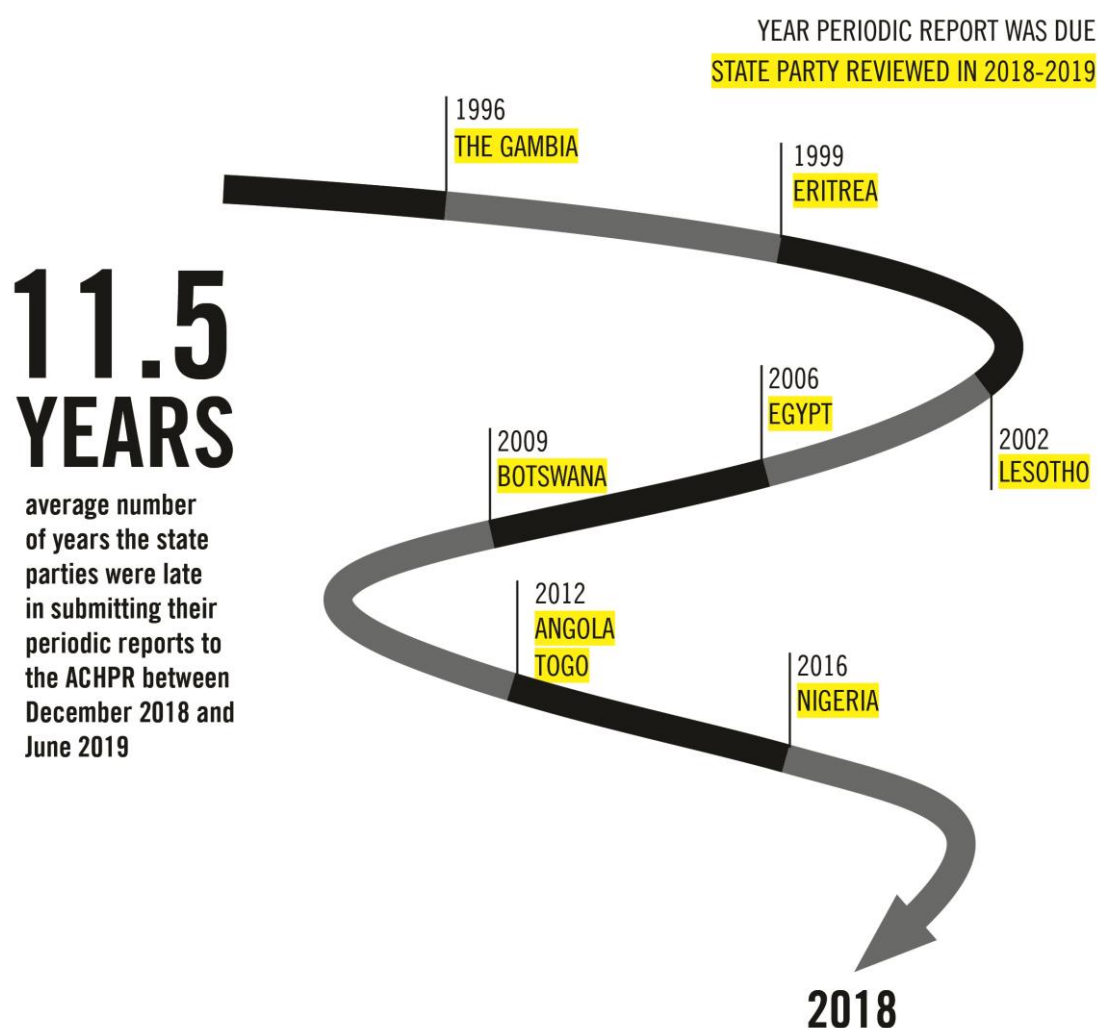 YEAR PERIODIC REPORT WAS DUE
STATE PARTY REVIEWED IN 2018-2019
1996
THE GAMBIA
1999
ERITREA
11.5
YEARS
average number
of years the state
parties were late
in submitting their
periodic reports to
the ACHPR between
December 2018 and
June 2019
2002
LESOTHO
2006
EGYPT
2009
BOTSWANA
2012
ANGOLA
TOGO
2016
NIGERIA
2018